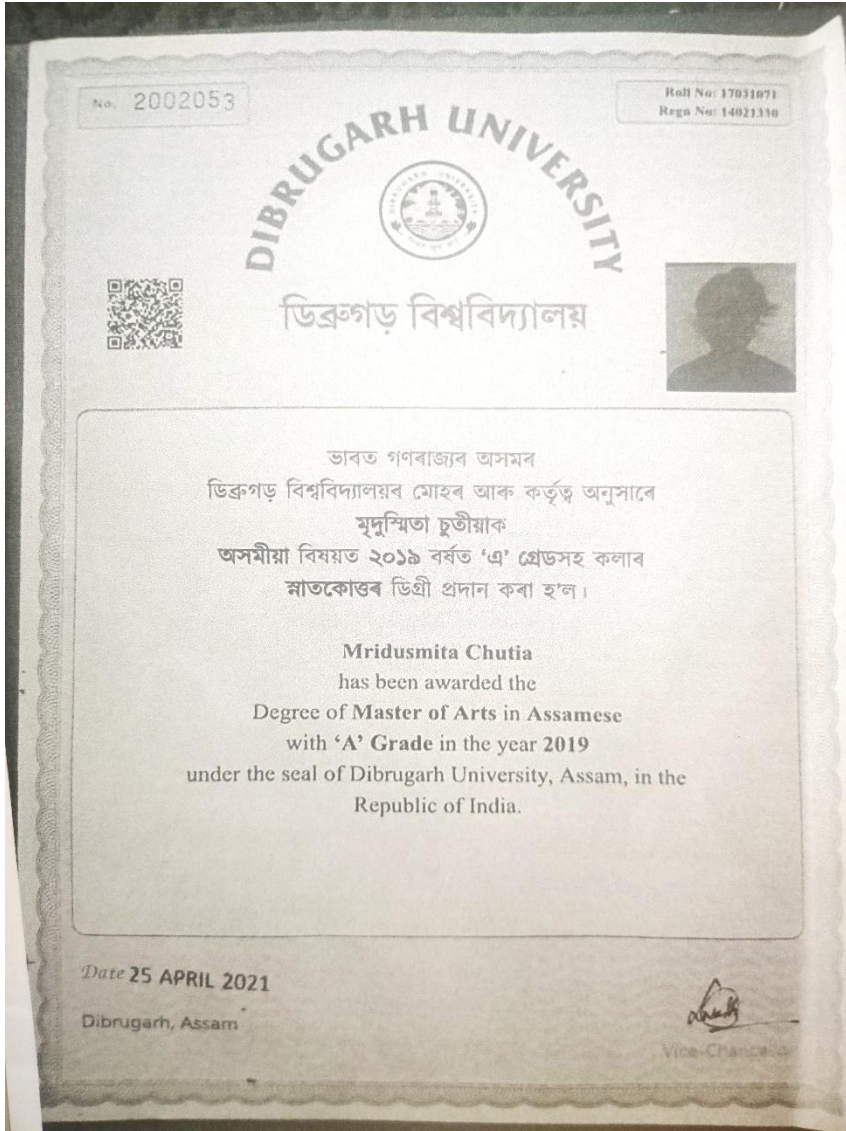 No. 2002053
Roll No: 17031071
Regn No: 14021330
DIBRUGARH UNIVERSITY
ডিব্ৰুগড় বিশ্ববিদ্যালয়
ভাৰত গণৰাজ্যৰ অসমৰ
ডিব্ৰুগড় বিশ্ববিদ্যালয়ৰ মোহৰ আৰু কৰ্তৃত্ব অনুসাৰে
মৃদুস্মিতা চুতীয়াক
অসমীয়া বিষয়ত ২০১৯ বৰ্ষত ‘এ’ গ্ৰেডসহ কলাৰ
স্নাতকোত্তৰ ডিগ্ৰী প্ৰদান কৰা হ’ল।
Mridusmita Chutia
has been awarded the
Degree of Master of Arts in Assamese
with ‘A’ Grade in the year 2019
under the seal of Dibrugarh University, Assam, in the
Republic of India.
Date 25 APRIL 2021
Dibrugarh, Assam
Vice-Chancellor